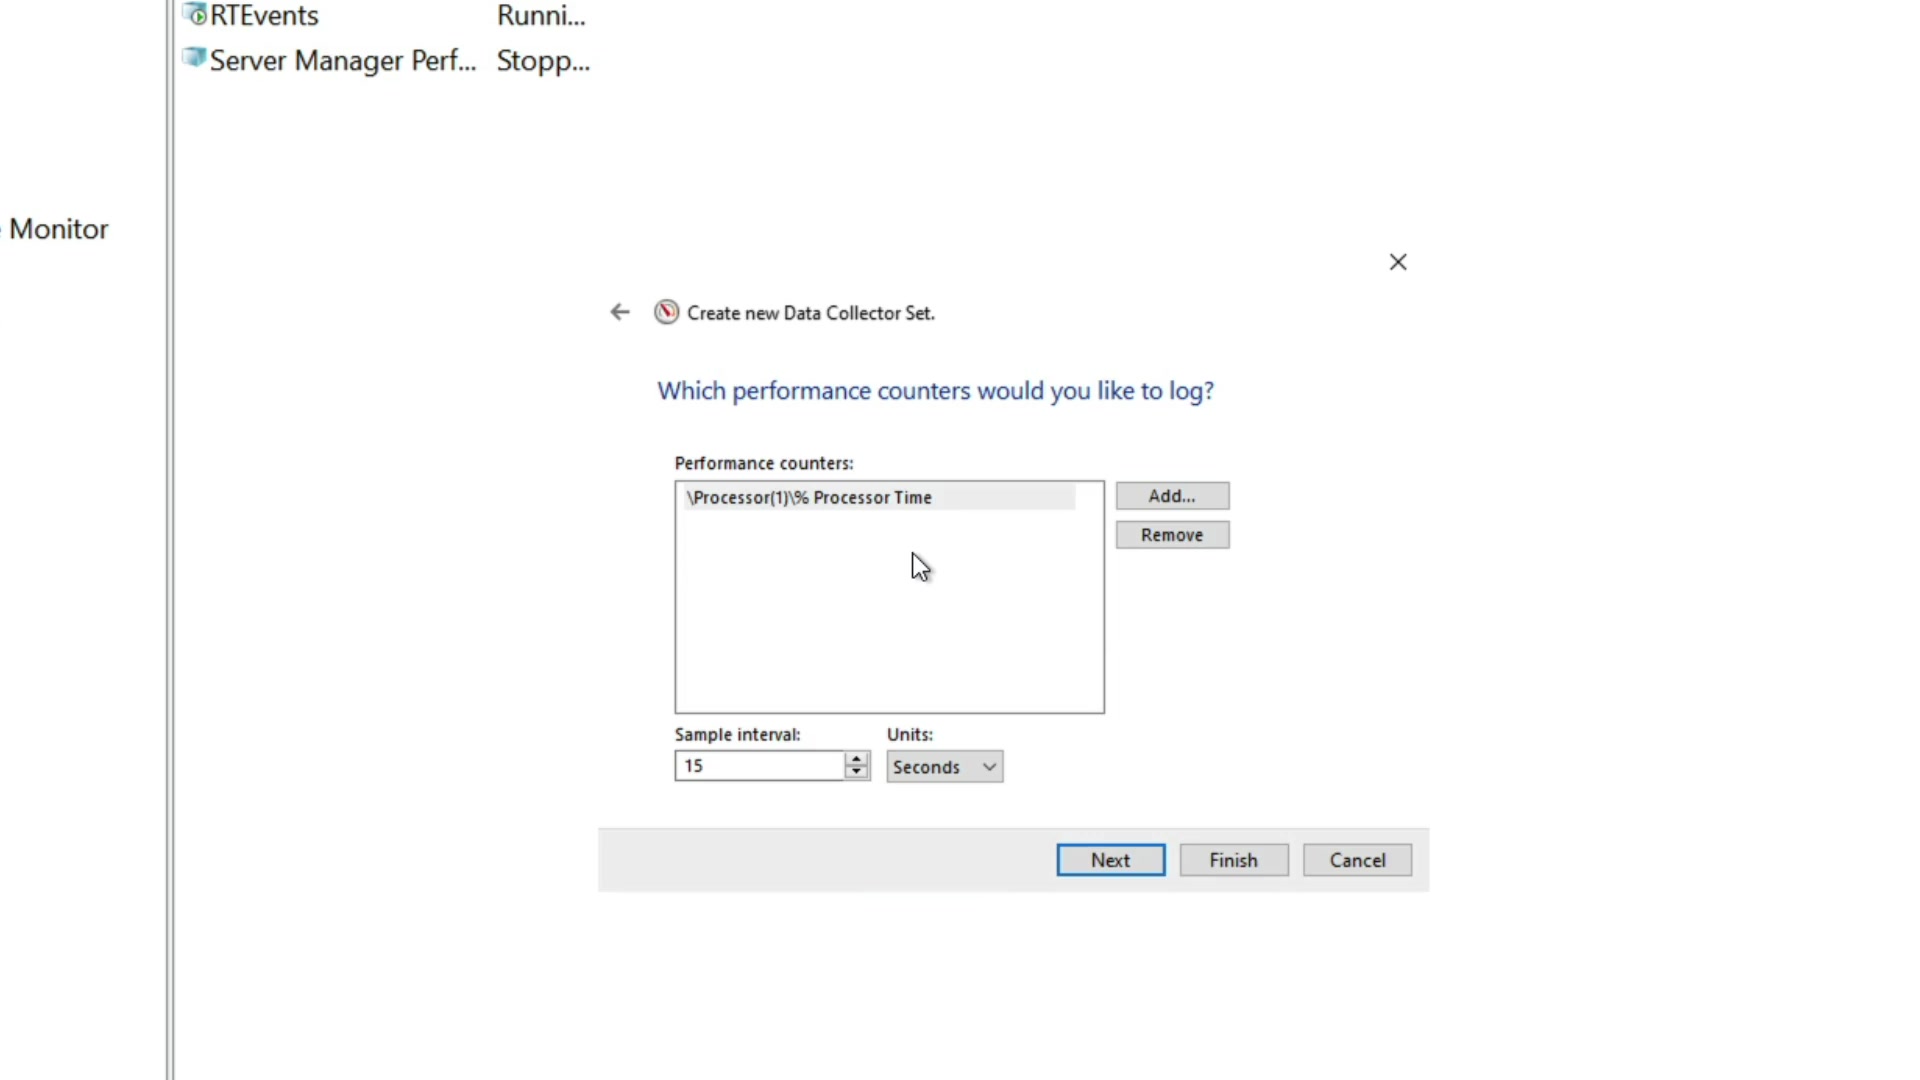 RTEvents Runni...
Server Manager Perf... Stopp...
Monitor
Create new Data Collector Set.
Which performance counters would you like to log?
Performance counters:
\Processor(1)\% Processor Time
Add...
Remove
Sample interval: Units:
15 Seconds
Next Finish Cancel